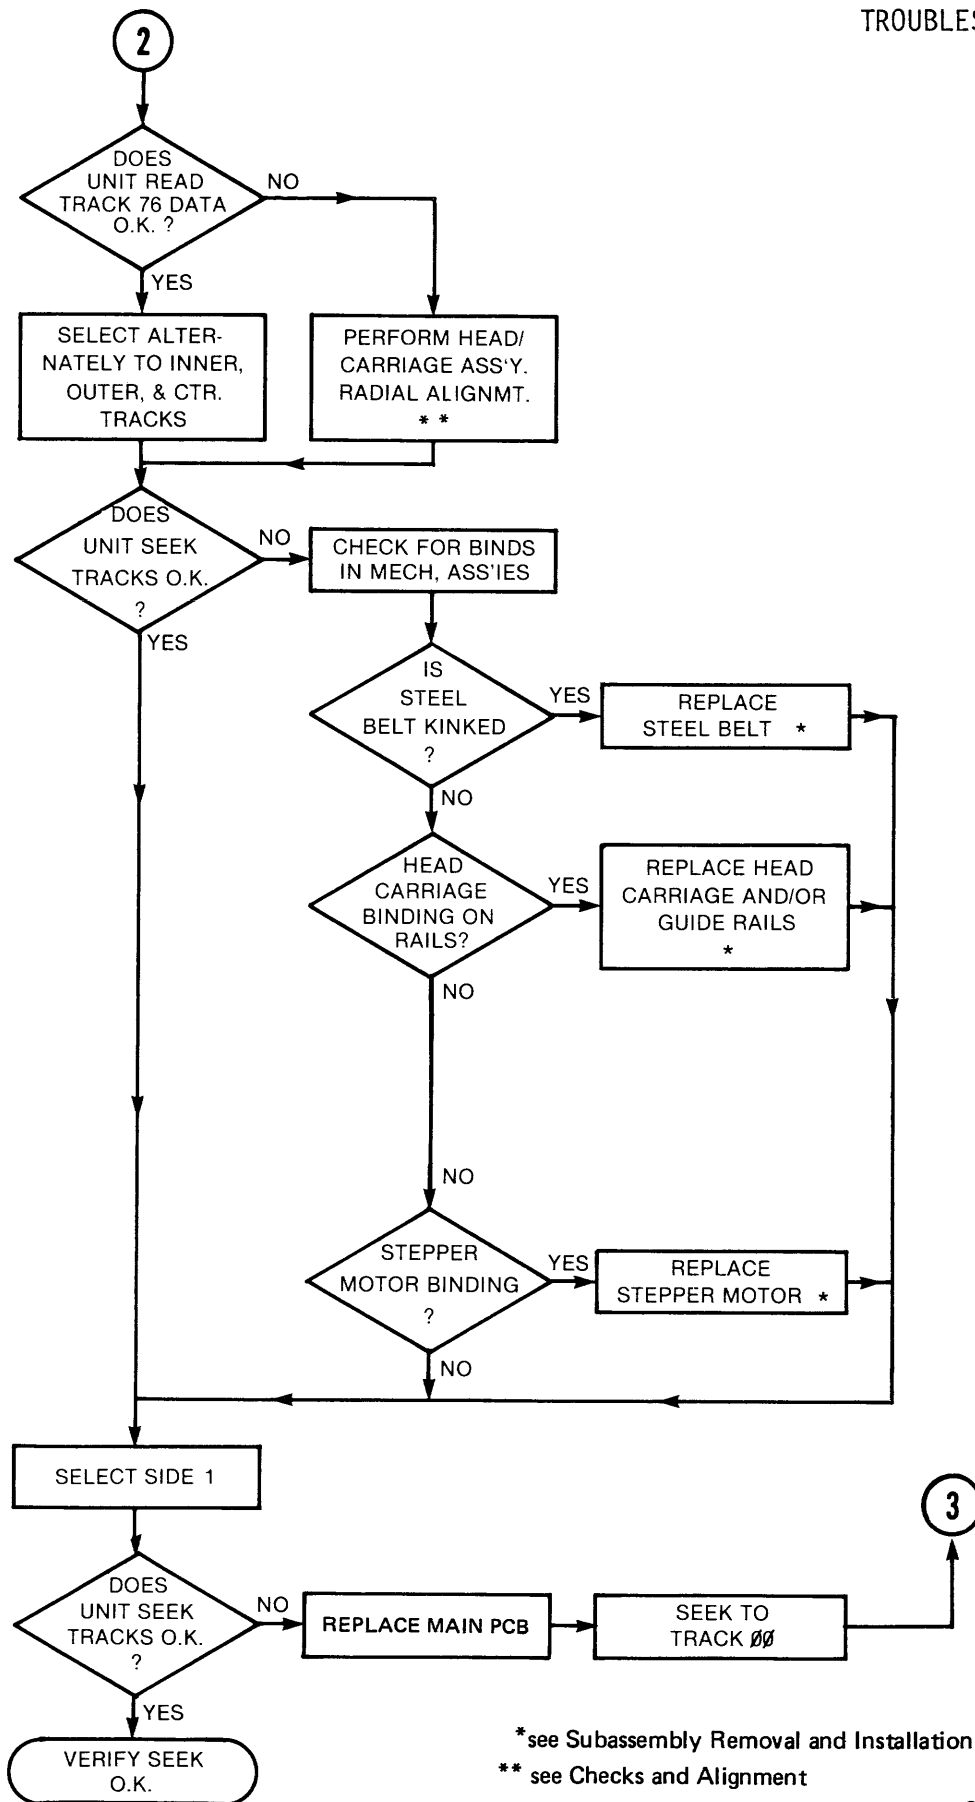 TROUBLES
2
DOES
UNIT READ
TRACK 76 DATA
O.K. ?
NO
YES
SELECT ALTER-
NATELY TO INNER,
OUTER, & CTR.
TRACKS
PERFORM HEAD/
CARRIAGE ASS'Y.
RADIAL ALIGNMT.
* *
DOES
UNIT SEEK
TRACKS O.K.
?
NO
YES
CHECK FOR BINDS
IN MECH, ASS'IES
IS
STEEL
BELT KINKED
?
YES
NO
REPLACE
STEEL BELT *
HEAD
CARRIAGE
BINDING ON
RAILS?
YES
NO
REPLACE HEAD
CARRIAGE AND/OR
GUIDE RAILS
*
NO
STEPPER
MOTOR BINDING
?
YES
NO
REPLACE
STEPPER MOTOR *
SELECT SIDE 1
DOES
UNIT SEEK
TRACKS O.K.
?
NO
YES
REPLACE MAIN PCB
SEEK TO
TRACK ØØ
3
VERIFY SEEK
O.K.
*see Subassembly Removal and Installation
** see Checks and Alignment